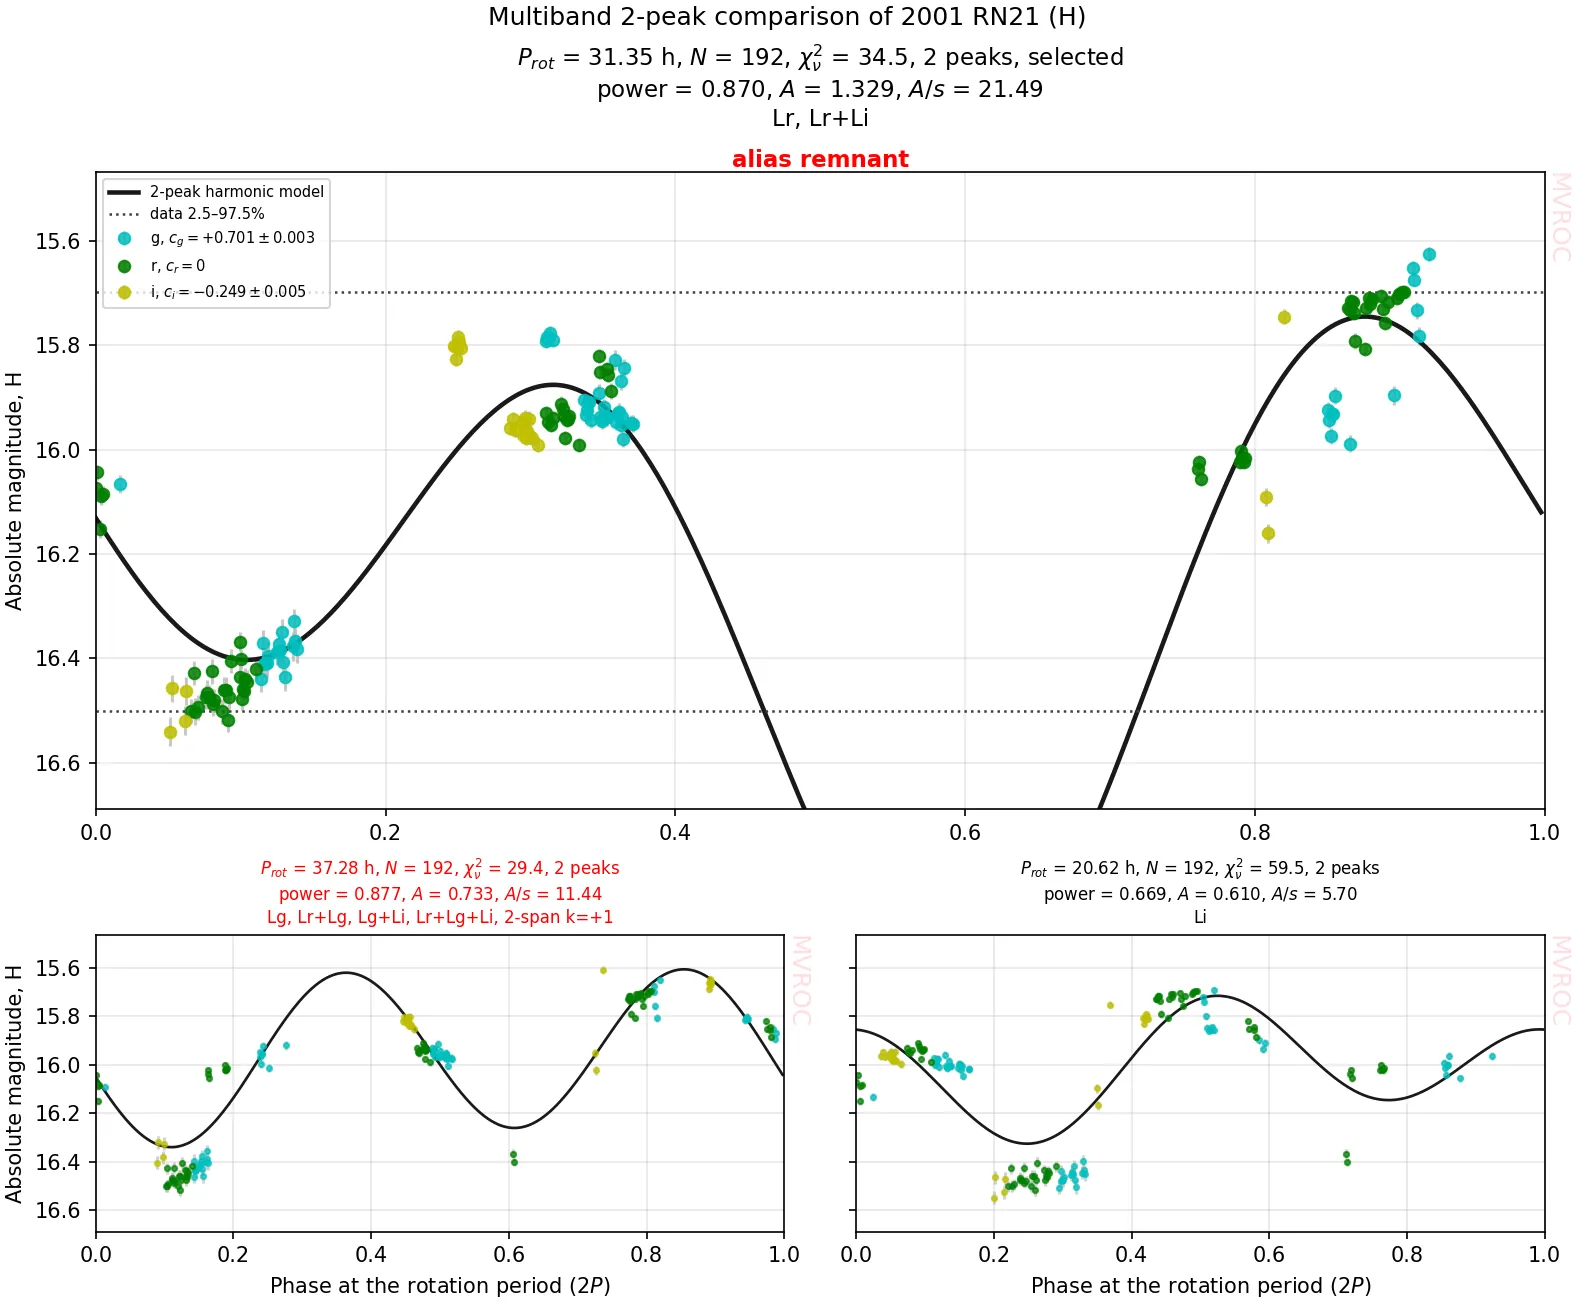 Multiband 2-peak comparison of 2001 RN21 (H)
P_rot = 31.35 h, N = 192, χ²_ν = 34.5, 2 peaks, selected
power = 0.870, A = 1.329, A/s = 21.49
Lr, Lr+Li
alias remnant
2-peak harmonic model
data 2.5–97.5%
g, c_g = +0.701 ± 0.003
r, c_r = 0
i, c_i = −0.249 ± 0.005
MVROC
Absolute magnitude, H
15.6
15.8
16.0
16.2
16.4
16.6
0.0 0.2 0.4 0.6 0.8 1.0
P_rot = 37.28 h, N = 192, χ²_ν = 29.4, 2 peaks
power = 0.877, A = 0.733, A/s = 11.44
Lg, Lr+Lg, Lg+Li, Lr+Lg+Li, 2-span k=+1
MVROC
Absolute magnitude, H
15.6
15.8
16.0
16.2
16.4
16.6
0.0 0.2 0.4 0.6 0.8 1.0
Phase at the rotation period (2P)
P_rot = 20.62 h, N = 192, χ²_ν = 59.5, 2 peaks
power = 0.669, A = 0.610, A/s = 5.70
Li
MVROC
0.0 0.2 0.4 0.6 0.8 1.0
Phase at the rotation period (2P)